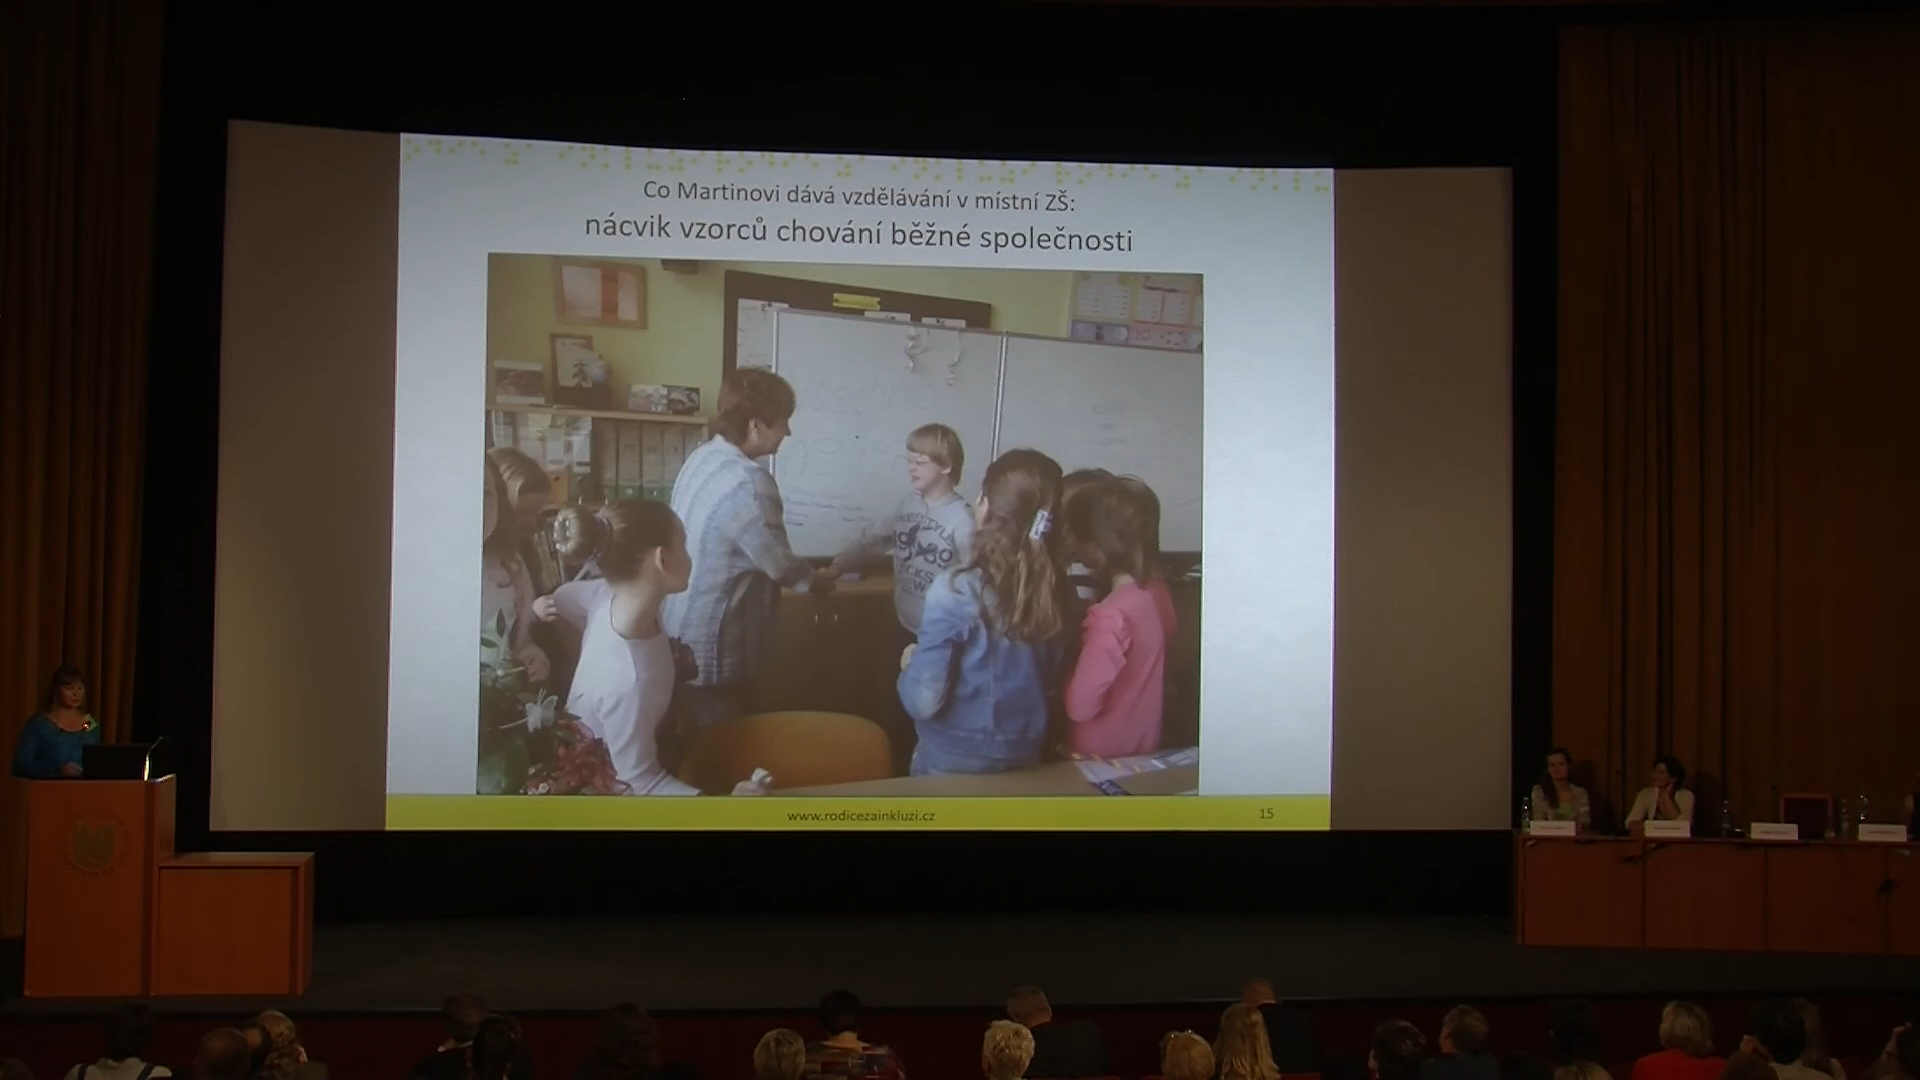 Co Martinovi dává vzdělávání v místní ZŠ:
nácvik vzorců chování běžné společnosti
www.rodicezainkluzi.cz
15